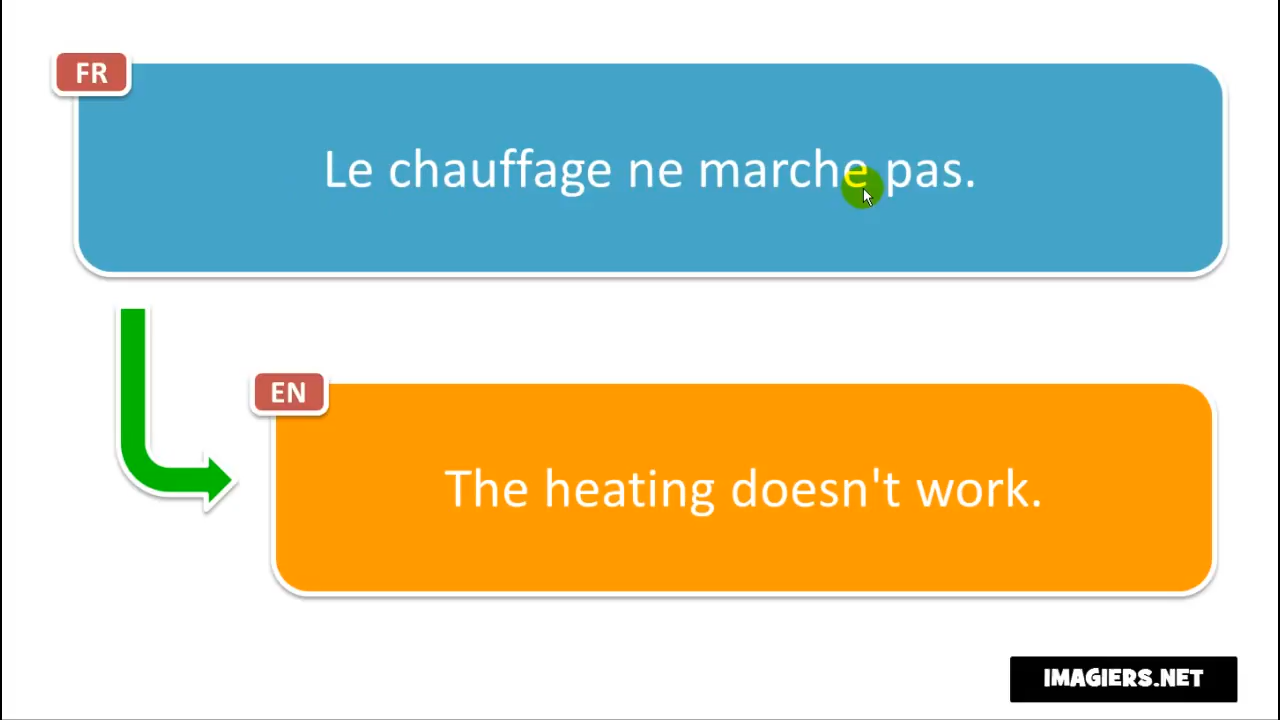 FR
Le chauffage ne marche pas.
EN
The heating doesn't work.
IMAGIERS.NET